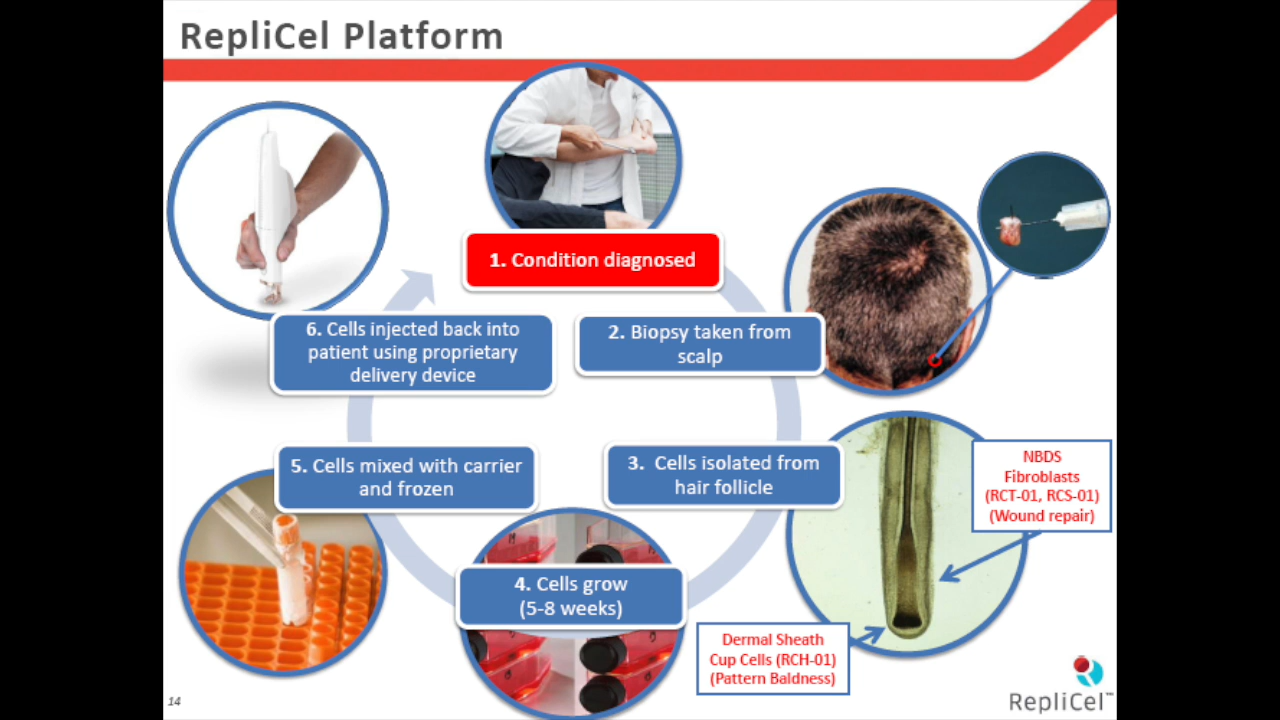 RepliCel Platform
1. Condition diagnosed
2. Biopsy taken from
scalp
3. Cells isolated from
hair follicle
NBDS
Fibroblasts
(RCT-01, RCS-01)
(Wound repair)
Dermal Sheath
Cup Cells (RCH-01)
(Pattern Baldness)
4. Cells grow
(5-8 weeks)
5. Cells mixed with carrier
and frozen
6. Cells injected back into
patient using proprietary
delivery device
14
RepliCel™